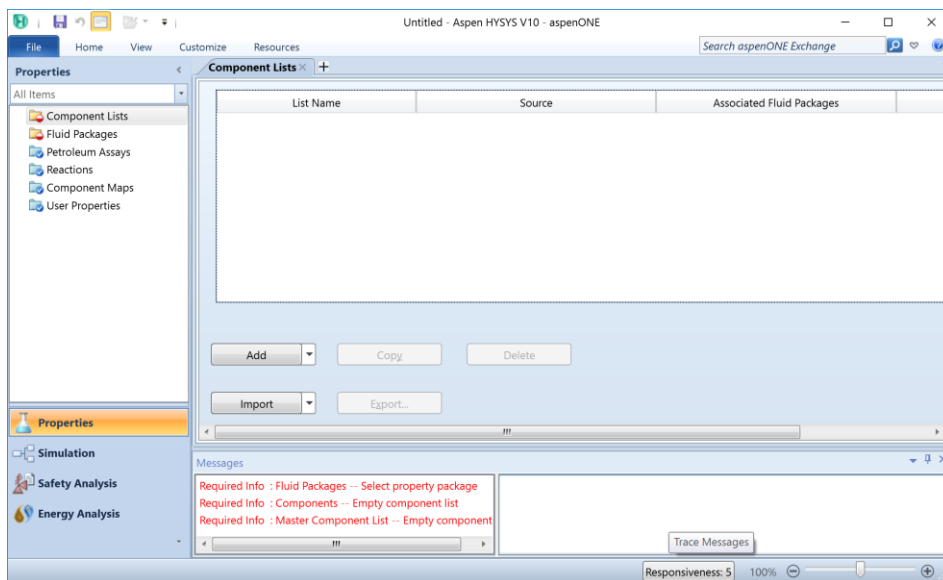 Untitled - Aspen HYSYS V10 - aspenONE
File Home View Customize Resources Search aspenONE Exchange
Properties
Component Lists
All Items
List Name Source Associated Fluid Packages
Component Lists
Fluid Packages
Petroleum Assays
Reactions
Component Maps
User Properties
Add Copy Delete
Import Export...
Properties
Simulation
Safety Analysis
Energy Analysis
Messages
Required Info : Fluid Packages -- Select property package
Required Info : Components -- Empty component list
Required Info : Master Component List -- Empty component
Trace Messages
Responsiveness: 5 100%